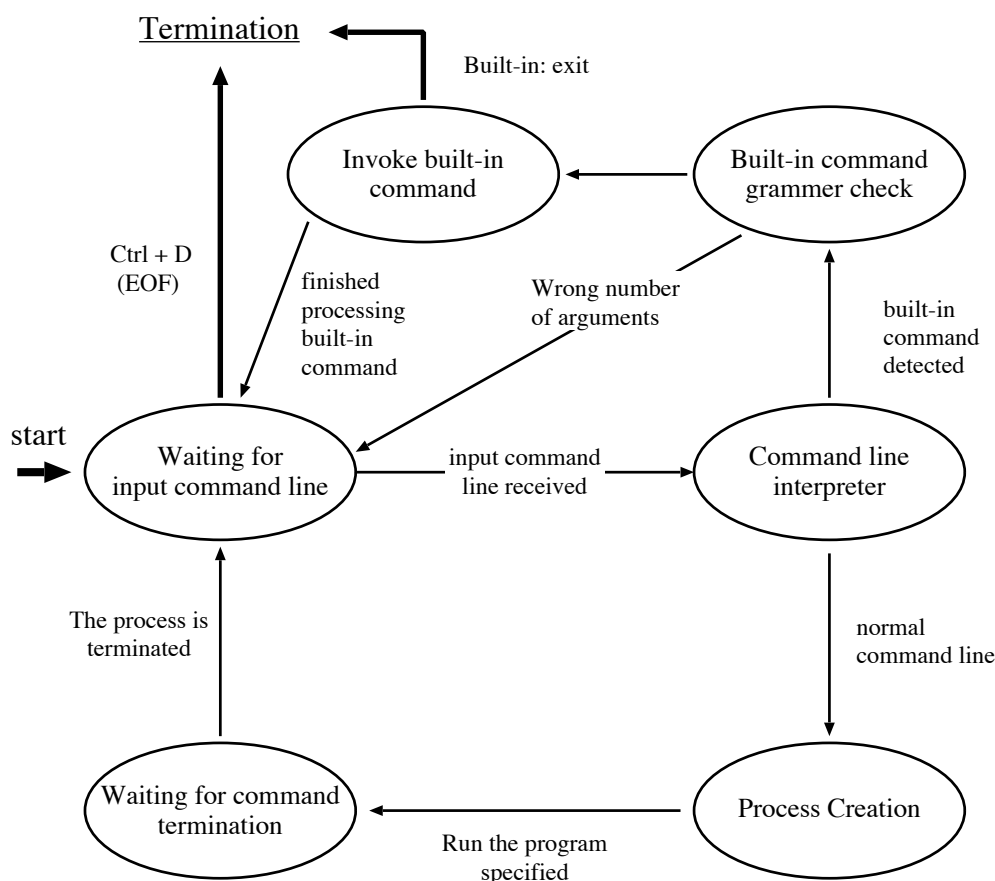 Termination
Built-in: exit
Invoke built-in
command
Built-in command
grammer check
Ctrl + D
(EOF)
finished
processing
built-in
command
Wrong number
of arguments
built-in
command
detected
start
Waiting for
input command line
input command
line received
Command line
interpreter
The process is
terminated
normal
command line
Waiting for command
termination
Run the program
specified
Process Creation